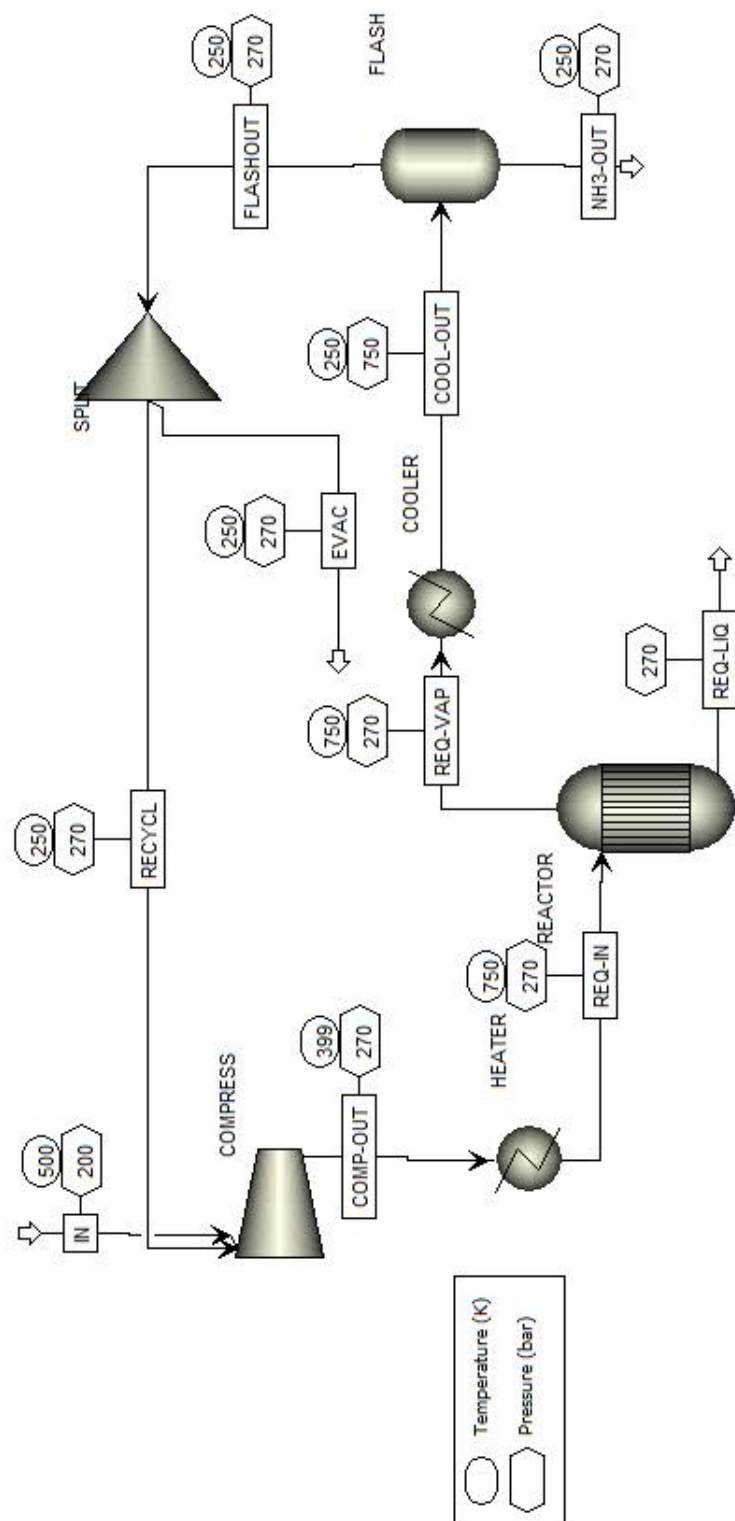 IN
500
200
RECYCL
250
270
SPLIT
FLASHOUT
250
270
FLASH
EVAC
250
270
COMPRESS
COMP-OUT
399
270
HEATER
REQ-IN
750
270
REACTOR
REQ-VAP
750
270
COOLER
COOL-OUT
250
750
NH3-OUT
250
270
REQ-LIQ
270
Temperature (K)
Pressure (bar)